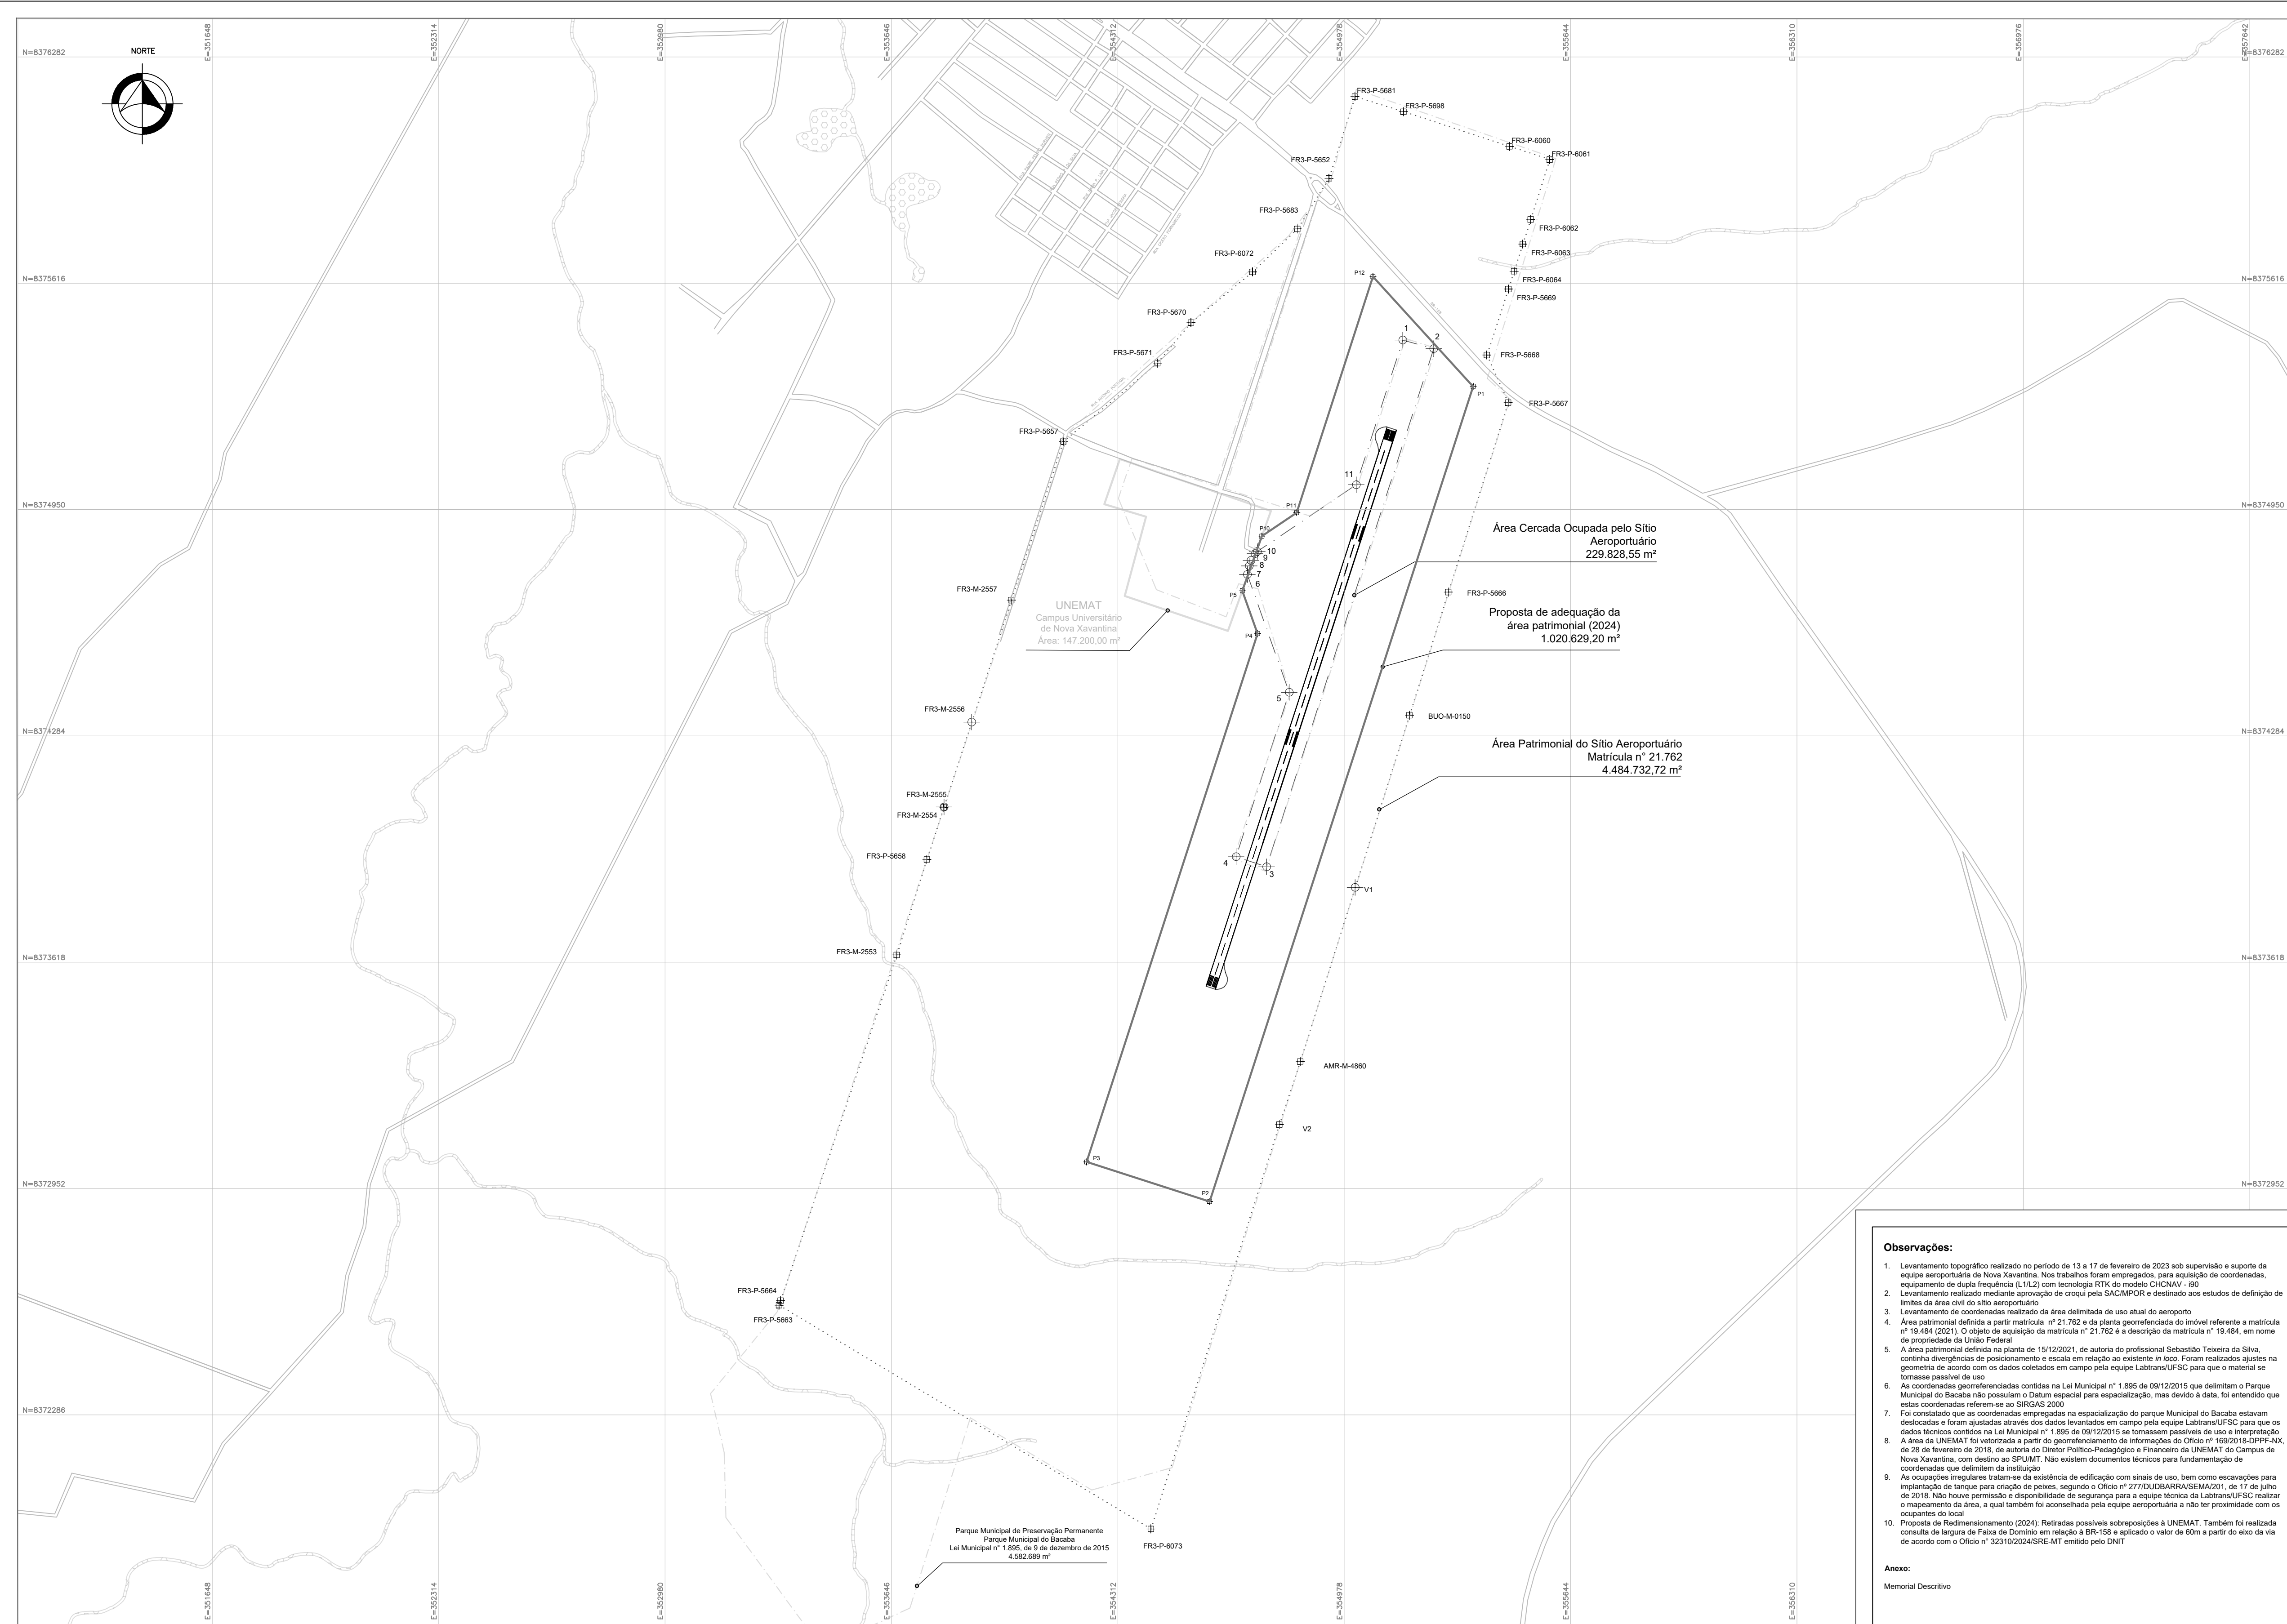 E=351648
E=352314
E=352980
E=353646
E=354312
E=354978
E=355644
E=356310
E=356976
E=357642
N=8376282
N=8376282
NORTE
FR3-P-5681
FR3-P-5698
FR3-P-6060
FR3-P-6061
FR3-P-5652
FR3-P-5683
FR3-P-6062
FR3-P-6063
FR3-P-6072
FR3-P-6064
N=8375616
P12
N=8375616
FR3-P-5669
FR3-P-5670
1
2
FR3-P-5671
FR3-P-5668
P1
FR3-P-5667
FR3-P-5657
11
N=8374950
P11
N=8374950
P10
10
9
8
7
6
P5
P4
5
Área Cercada Ocupada pelo Sítio
Aeroportuário
229.828,55 m²
FR3-M-2557
FR3-P-5666
UNEMAT
Campus Universitário
de Nova Xavantina
Área: 147.200,00 m²
Proposta de adequação da
área patrimonial (2024)
1.020.629,20 m²
FR3-M-2556
BUO-M-0150
N=8374284
N=8374284
Área Patrimonial do Sítio Aeroportuário
Matrícula n° 21.762
4.484.732,72 m²
FR3-M-2555
FR3-M-2554
FR3-P-5658
4
3
V1
FR3-M-2553
N=8373618
N=8373618
AMR-M-4860
V2
P3
N=8372952
P2
N=8372952
FR3-P-5664
FR3-P-5663
N=8372286
FR3-P-6073
Parque Municipal de Preservação Permanente
Parque Municipal do Bacaba
Lei Municipal n° 1.895, de 9 de dezembro de 2015
4.582.689 m²
E=351648
E=352314
E=352980
E=353646
E=354312
E=354978
E=355644
E=356310
Observações:
1. Levantamento topográfico realizado no período de 13 a 17 de fevereiro de 2023 sob supervisão e suporte da
equipe aeroportuária de Nova Xavantina. Nos trabalhos foram empregados, para aquisição de coordenadas,
equipamento de dupla frequência (L1/L2) com tecnologia RTK do modelo CHCNAV - i90
2. Levantamento realizado mediante aprovação de croqui pela SAC/MPOR e destinado aos estudos de definição de
limites da área civil do sítio aeroportuário
3. Levantamento de coordenadas realizado da área delimitada de uso atual do aeroporto
4. Área patrimonial definida a partir matrícula nº 21.762 e da planta georrefenciada do imóvel referente a matrícula
nº 19.484 (2021). O objeto de aquisição da matrícula n° 21.762 é a descrição da matrícula n° 19.484, em nome
de propriedade da União Federal
5. A área patrimonial definida na planta de 15/12/2021, de autoria do profissional Sebastião Teixeira da Silva,
continha divergências de posicionamento e escala em relação ao existente in loco. Foram realizados ajustes na
geometria de acordo com os dados coletados em campo pela equipe Labtrans/UFSC para que o material se
tornasse passível de uso
6. As coordenadas georreferenciadas contidas na Lei Municipal n° 1.895 de 09/12/2015 que delimitam o Parque
Municipal do Bacaba não possuíam o Datum espacial para espacialização, mas devido à data, foi entendido que
estas coordenadas referem-se ao SIRGAS 2000
7. Foi constatado que as coordenadas empregadas na espacialização do parque Municipal do Bacaba estavam
deslocadas e foram ajustadas através dos dados levantados em campo pela equipe Labtrans/UFSC para que os
dados técnicos contidos na Lei Municipal n° 1.895 de 09/12/2015 se tornassem passíveis de uso e interpretação
8. A área da UNEMAT foi vetorizada a partir do georrefenciamento de informações do Ofício nº 169/2018-DPPF-NX,
de 28 de fevereiro de 2018, de autoria do Diretor Político-Pedagógico e Financeiro da UNEMAT do Campus de
Nova Xavantina, com destino ao SPU/MT. Não existem documentos técnicos para fundamentação de
coordenadas que delimitem da instituição
9. As ocupações irregulares tratam-se da existência de edificação com sinais de uso, bem como escavações para
implantação de tanque para criação de peixes, segundo o Ofício nº 277/DUDBARRA/SEMA/201, de 17 de julho
de 2018. Não houve permissão e disponibilidade de segurança para a equipe técnica da Labtrans/UFSC realizar
o mapeamento da área, a qual também foi aconselhada pela equipe aeroportuária a não ter proximidade com os
ocupantes do local
10. Proposta de Redimensionamento (2024): Retiradas possíveis sobreposições à UNEMAT. Também foi realizada
consulta de largura de Faixa de Domínio em relação à BR-158 e aplicado o valor de 60m a partir do eixo da via
de acordo com o Ofício n° 32310/2024/SRE-MT emitido pelo DNIT
Anexo:
Memorial Descritivo